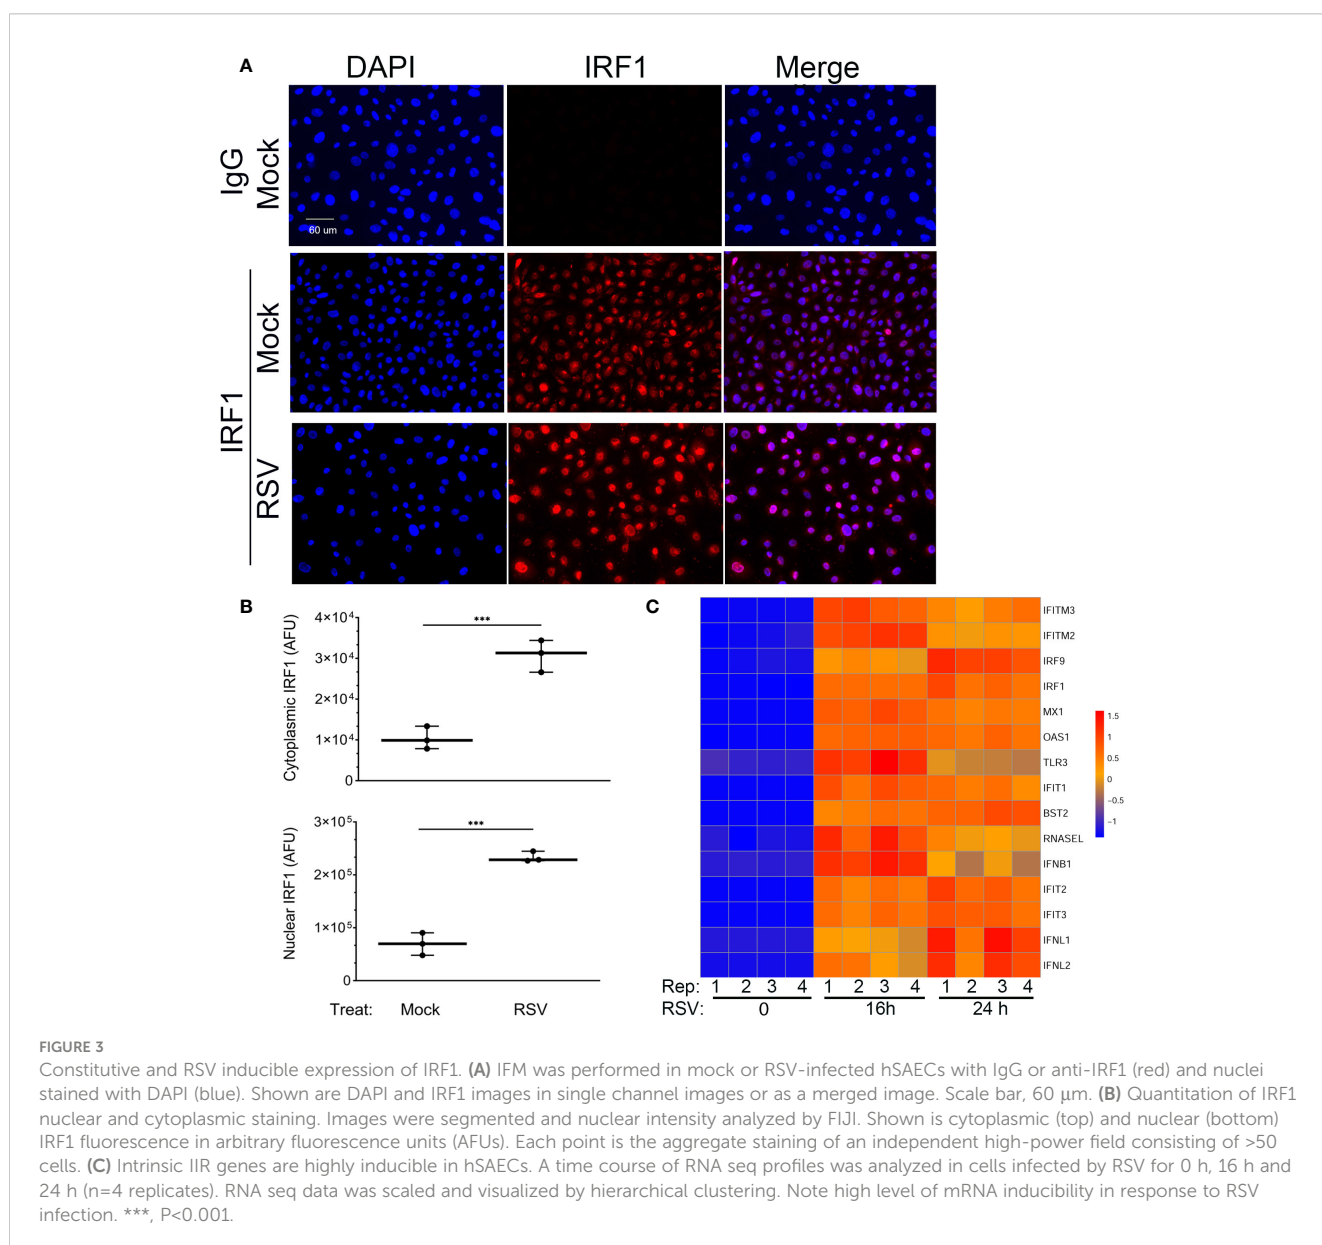 A
DAPI
IRF1
Merge
IgG
Mock
60 um
IRF1
Mock
RSV
B
Cytoplasmic IRF1 (AFU)
4×10⁴
3×10⁴
2×10⁴
1×10⁴
0
***
Nuclear IRF1 (AFU)
3×10⁵
2×10⁵
1×10⁵
0
***
Treat: Mock RSV
C
IFITM3
IFITM2
IRF9
IRF1
MX1
OAS1
TLR3
IFIT1
BST2
RNASEL
IFNB1
IFIT2
IFIT3
IFNL1
IFNL2
1.5
1
0.5
0
−0.5
−1
Rep: 1 2 3 4 1 2 3 4 1 2 3 4
RSV: 0 16h 24 h
FIGURE 3
Constitutive and RSV inducible expression of IRF1. (A) IFM was performed in mock or RSV-infected hSAECs with IgG or anti-IRF1 (red) and nuclei
stained with DAPI (blue). Shown are DAPI and IRF1 images in single channel images or as a merged image. Scale bar, 60 μm. (B) Quantitation of IRF1
nuclear and cytoplasmic staining. Images were segmented and nuclear intensity analyzed by FIJI. Shown is cytoplasmic (top) and nuclear (bottom)
IRF1 fluorescence in arbitrary fluorescence units (AFUs). Each point is the aggregate staining of an independent high-power field consisting of >50
cells. (C) Intrinsic IIR genes are highly inducible in hSAECs. A time course of RNA seq profiles was analyzed in cells infected by RSV for 0 h, 16 h and
24 h (n=4 replicates). RNA seq data was scaled and visualized by hierarchical clustering. Note high level of mRNA inducibility in response to RSV
infection. ***, P<0.001.